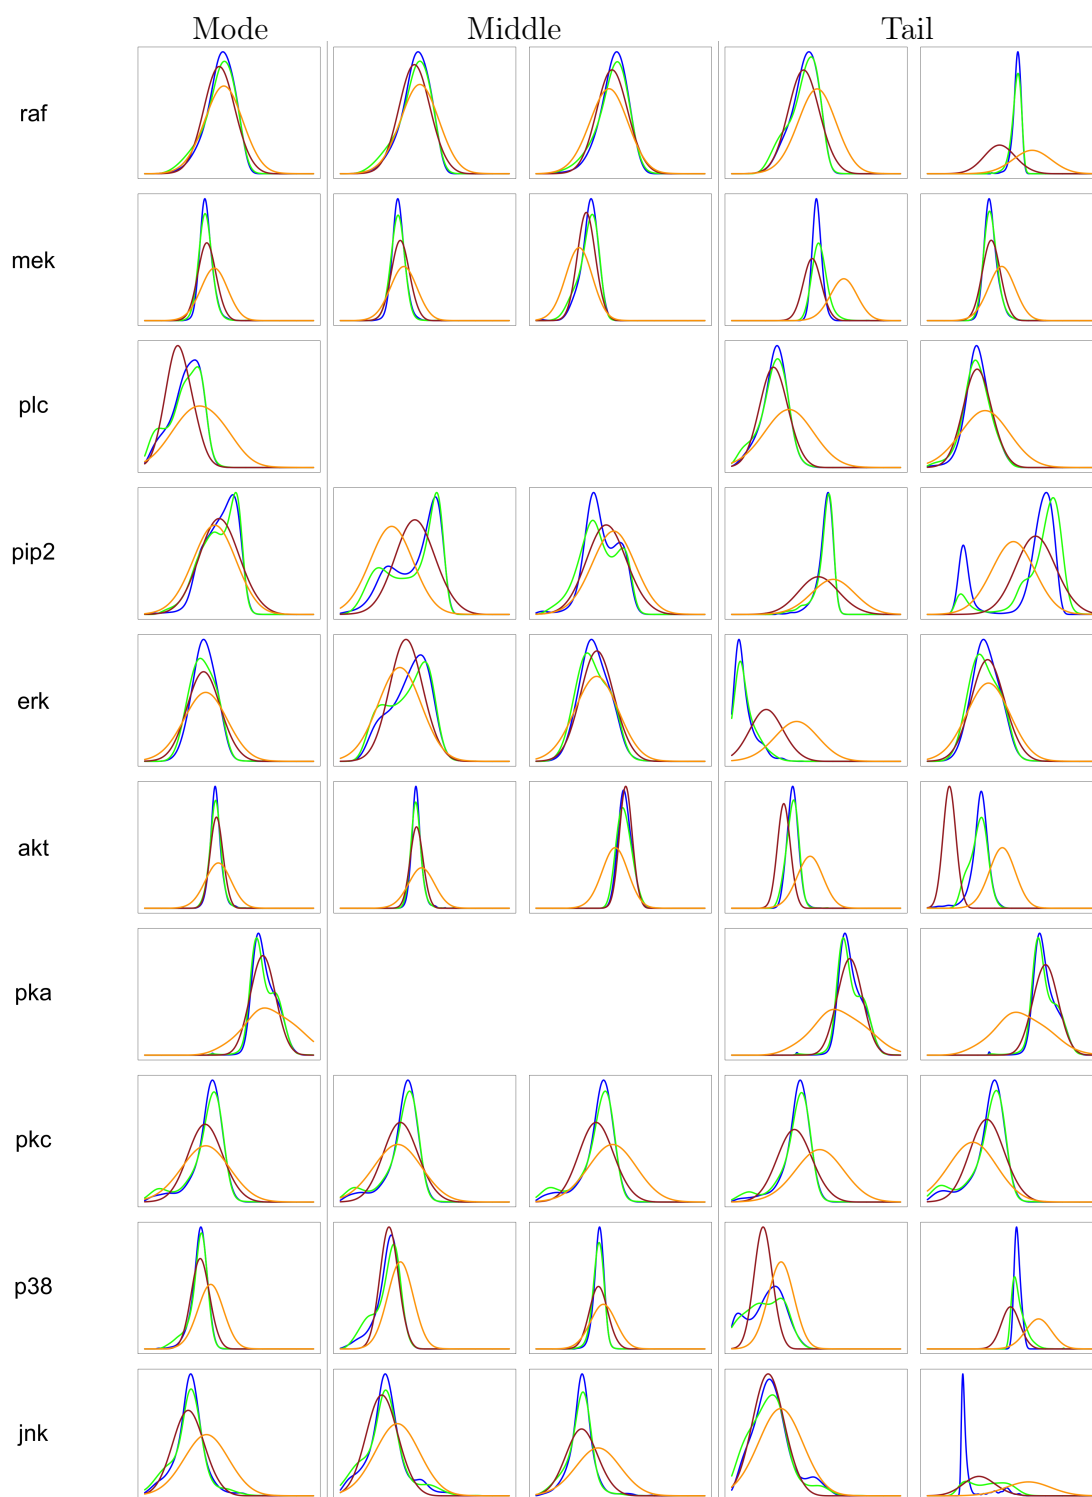 Mode Middle Tail
raf
mek
plc
pip2
erk
akt
pka
pkc
p38
jnk